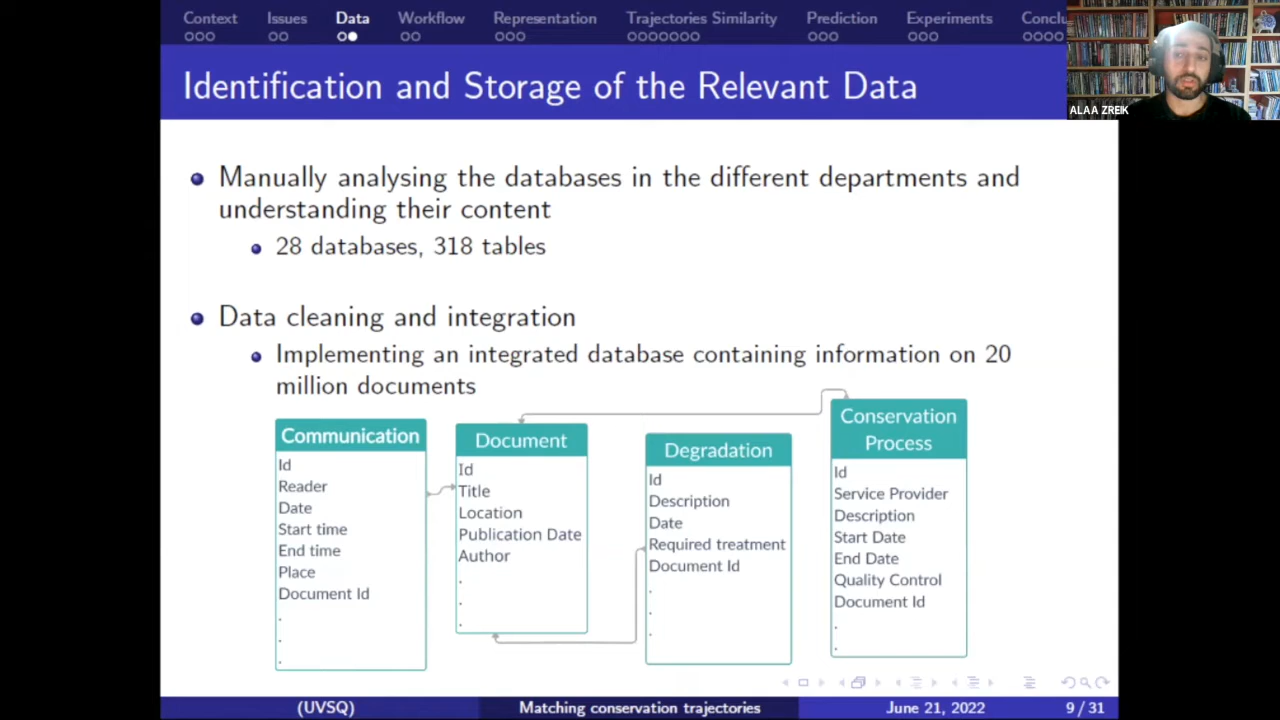 Context Issues Data Workflow Representation Trajectories Similarity Prediction Experiments Conclu
Identification and Storage of the Relevant Data
ALAA ZREIK
Manually analysing the databases in the different departments and
understanding their content
28 databases, 318 tables
Data cleaning and integration
Implementing an integrated database containing information on 20
million documents
Communication
Id
Reader
Date
Start time
End time
Place
Document Id
.
.
.
Document
Id
Title
Location
Publication Date
Author
.
.
.
Degradation
Id
Description
Date
Required treatment
Document Id
.
.
.
Conservation
Process
Id
Service Provider
Description
Start Date
End Date
Quality Control
Document Id
.
.
(UVSQ) Matching conservation trajectories June 21, 2022 9 / 31